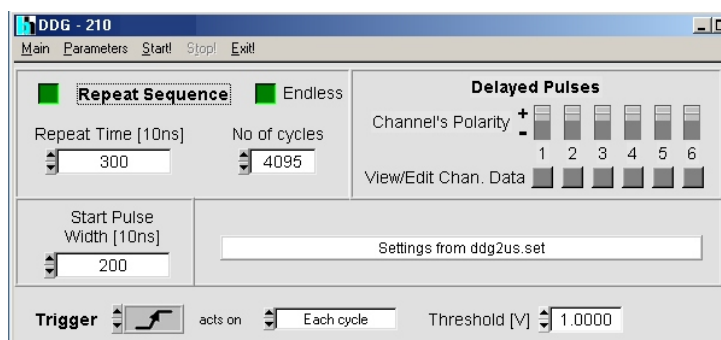 DDG - 210
Main Parameters Start! Stop! Exit!
Repeat Sequence Endless
Repeat Time [10ns] No of cycles
300 4095
Delayed Pulses
Channel's Polarity + -
1 2 3 4 5 6
View/Edit Chan. Data
Start Pulse
Width [10ns]
200
Settings from ddg2us.set
Trigger acts on Each cycle Threshold [V] 1.0000